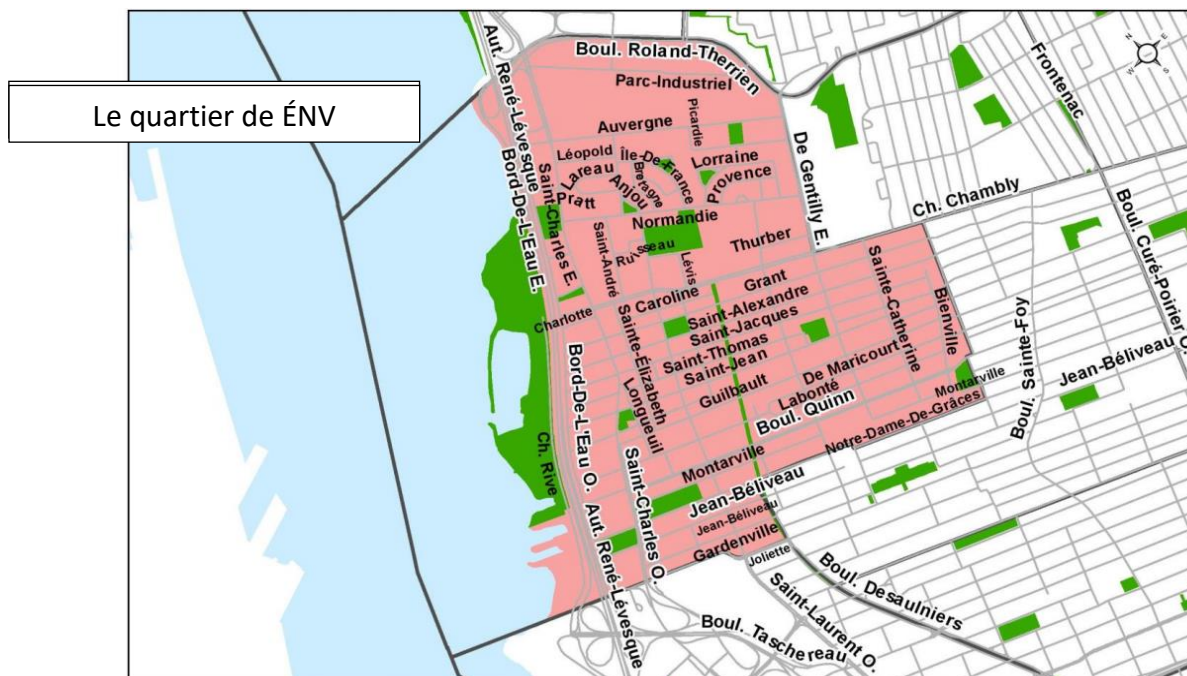 Le quartier de ÉNV
Aut. René-Lévesque
Boul. Roland-Therrien
Parc-Industriel
Picardie
Auvergne
Léopold
Île-De-France
Lorraine
Lareau
Bretagne
Provence
Pratt
Anjou
Normandie
Bord-De-L'Eau E.
Saint-Charles E.
Saint-André
Ruisseau
Lévis
Thurber
De Gentilly E.
Ch. Chambly
Frontenac
N
E
W
S
Boul. Curé-Poirier O.
Charlotte
Caroline
Grant
Saint-Alexandre
Saint-Jacques
Saint-Thomas
Saint-Jean
Sainte-Catherine
Bienville
Sainte-Élizabeth
Longueuil
Guilbault
De Maricourt
Labonté
Boul. Quinn
Montarville
Notre-Dame-De-Grâces
Boul. Sainte-Foy
Jean-Béliveau
Bord-De-L'Eau O.
Ch. Rive
Saint-Charles O.
Montarville
Jean-Béliveau
Jean-Béliveau
Gardenville
Joliette
Aut. René-Lévesque
Boul. Taschereau
Saint-Laurent O.
Boul. Desaulniers